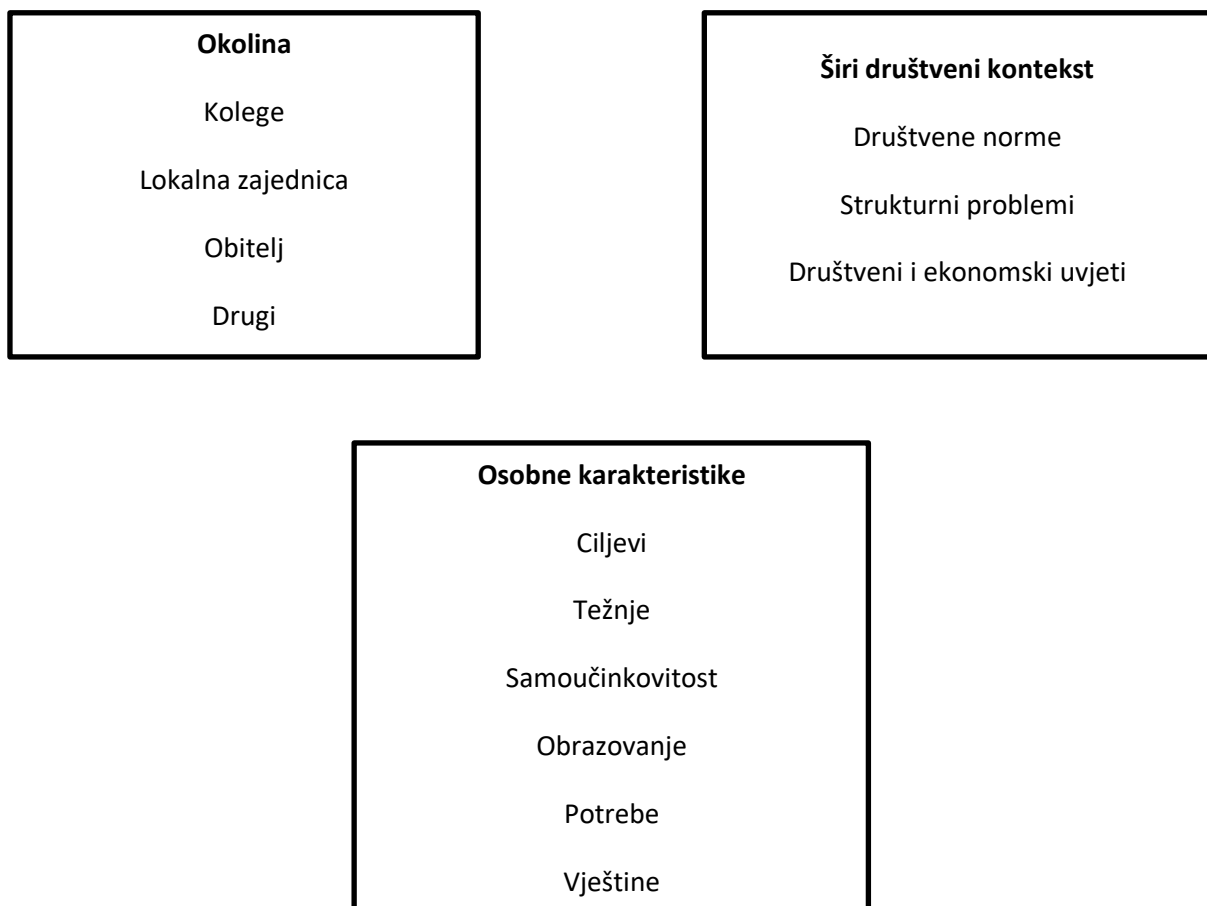 Okolina
Kolege
Lokalna zajednica
Obitelj
Drugi
Širi društveni kontekst
Društvene norme
Strukturni problemi
Društveni i ekonomski uvjeti
Osobne karakteristike
Ciljevi
Težnje
Samoučinkovitost
Obrazovanje
Potrebe
Vještine